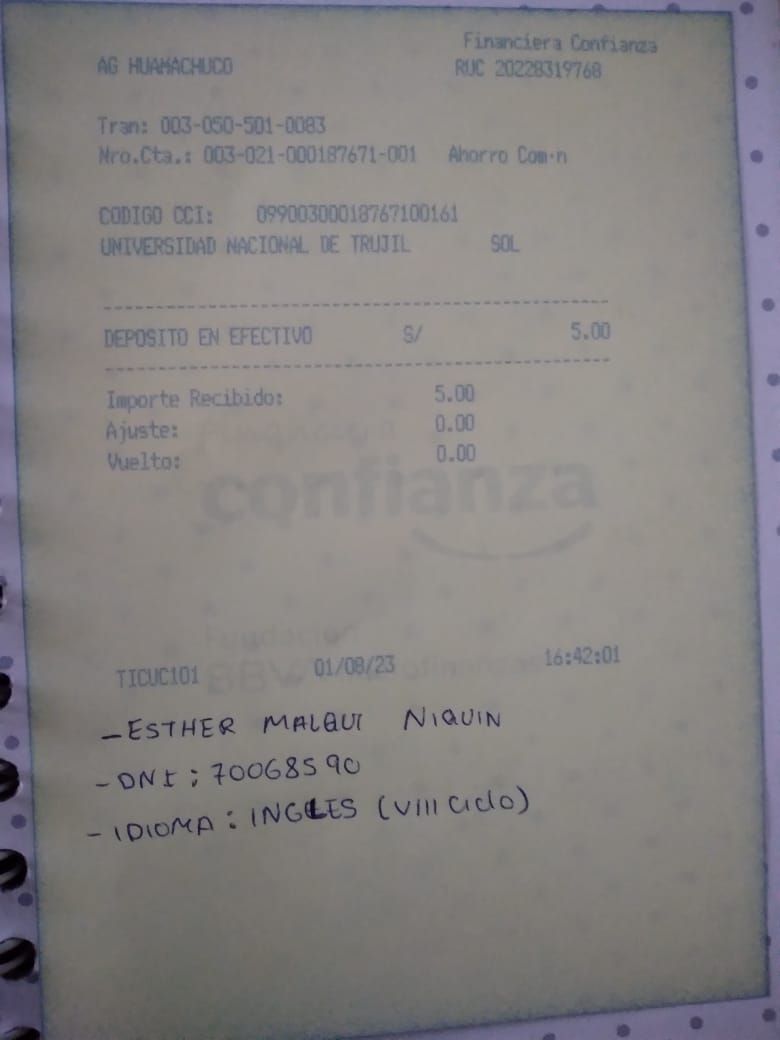 Financiera Confianza
AG HUAMACHUCO RUC 20228319768
Tran: 003-050-501-0083
Nro.Cta.: 003-021-000187671-001 Ahorro Com·n
CODIGO CCI: 09900300018767100161
UNIVERSIDAD NACIONAL DE TRUJIL SOL
DEPOSITO EN EFECTIVO S/ 5.00
Importe Recibido: 5.00
Ajuste: 0.00
Vuelto: 0.00
confianza
Fundación
BBVA
TICUC101 01/08/23 16:42:01
- ESTHER MALQUI NIQUIN
- DNI : 70068590
- IDIOMA : INGLES (VIII Ciclo)